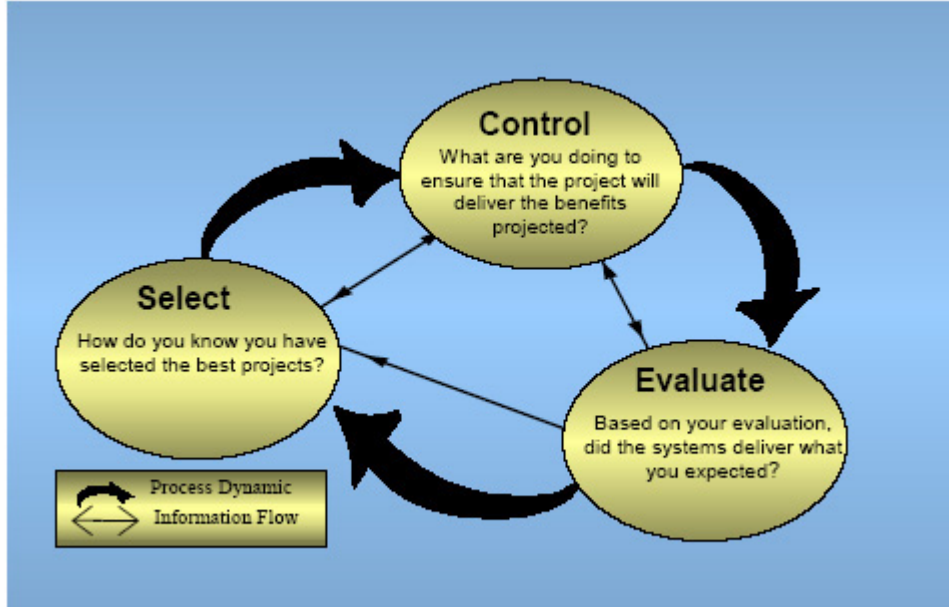 Control
What are you doing to
ensure that the project will
deliver the benefits
projected?
Select
How do you know you have
selected the best projects?
Evaluate
Based on your evaluation,
did the systems deliver what
you expected?
Process Dynamic
Information Flow